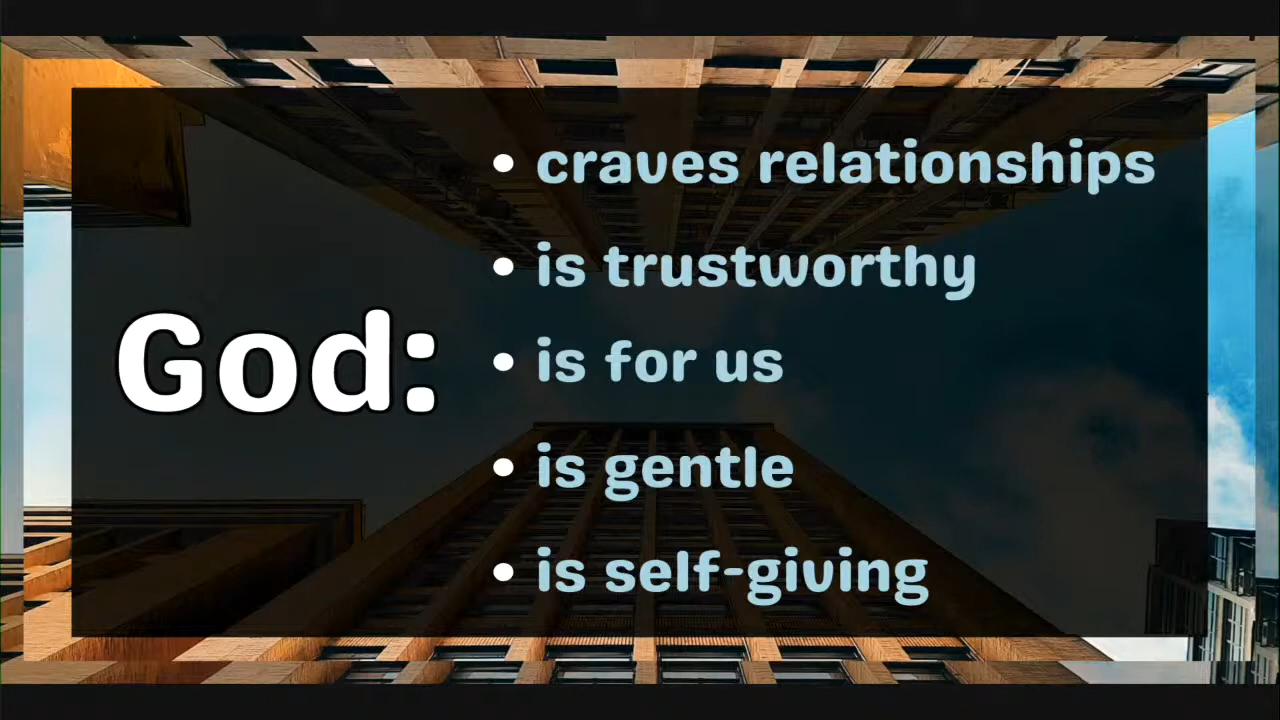 God:
• craves relationships
• is trustworthy
• is for us
• is gentle
• is self-giving